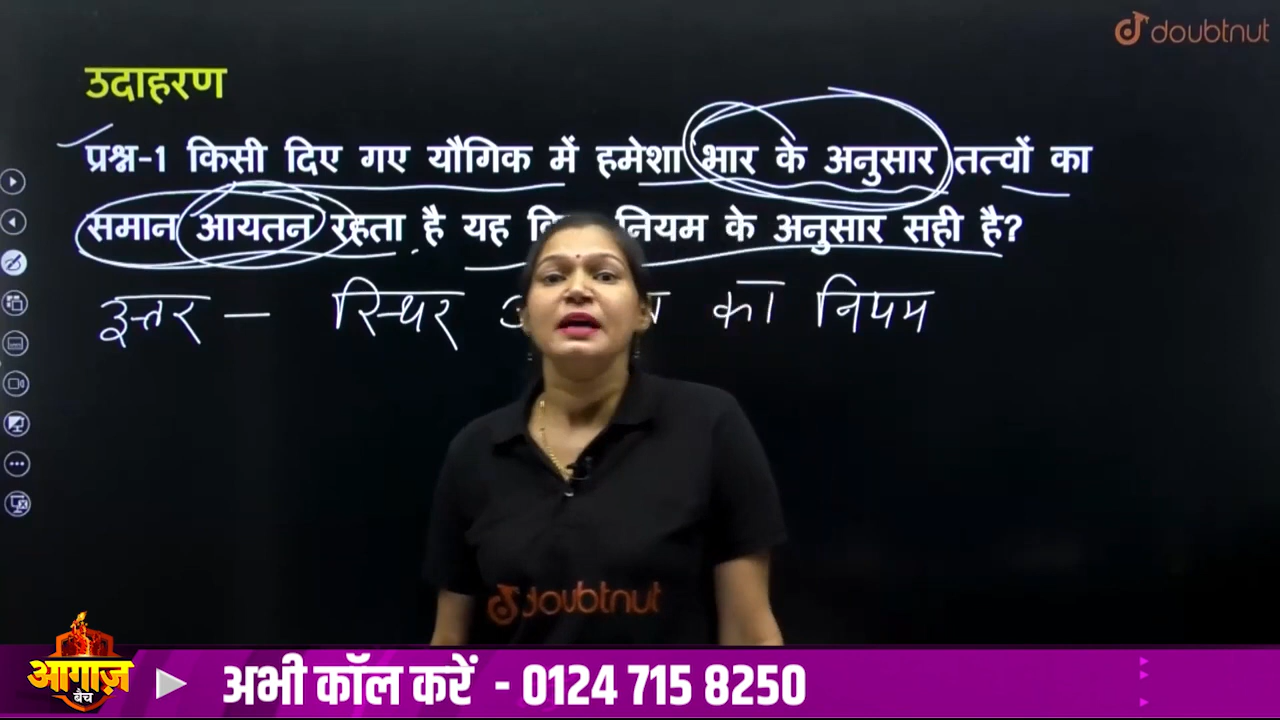 doubtnut
उदाहरण
प्रश्न-1 किसी दिए गए यौगिक में हमेशा भार के अनुसार तत्वों का
समान आयतन रहता है यह नियम के अनुसार सही है?
उत्तर - स्थिर का नियम
doubtnut
आगाज़
बैच
अभी कॉल करें - 0124 715 8250